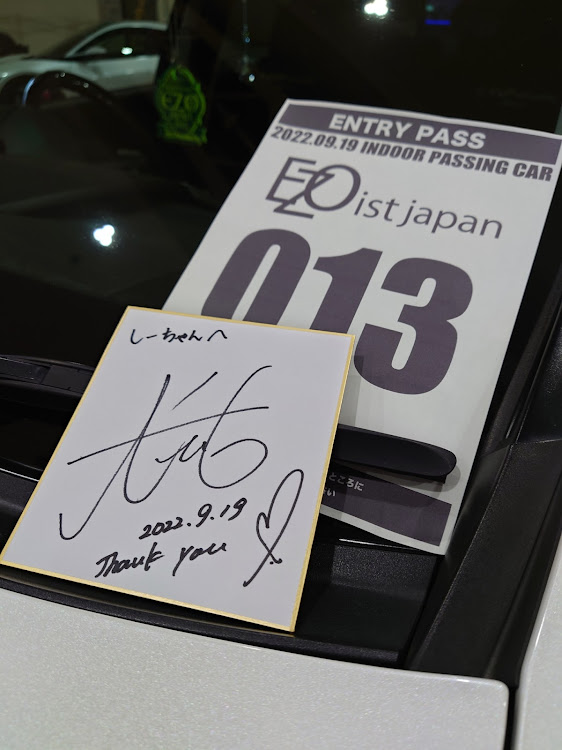 ENTRY PASS
2022.09.19 INDOOR PASSING CAR
EZOist japan
013
しーちゃんへ
2022.9.19
Thank you